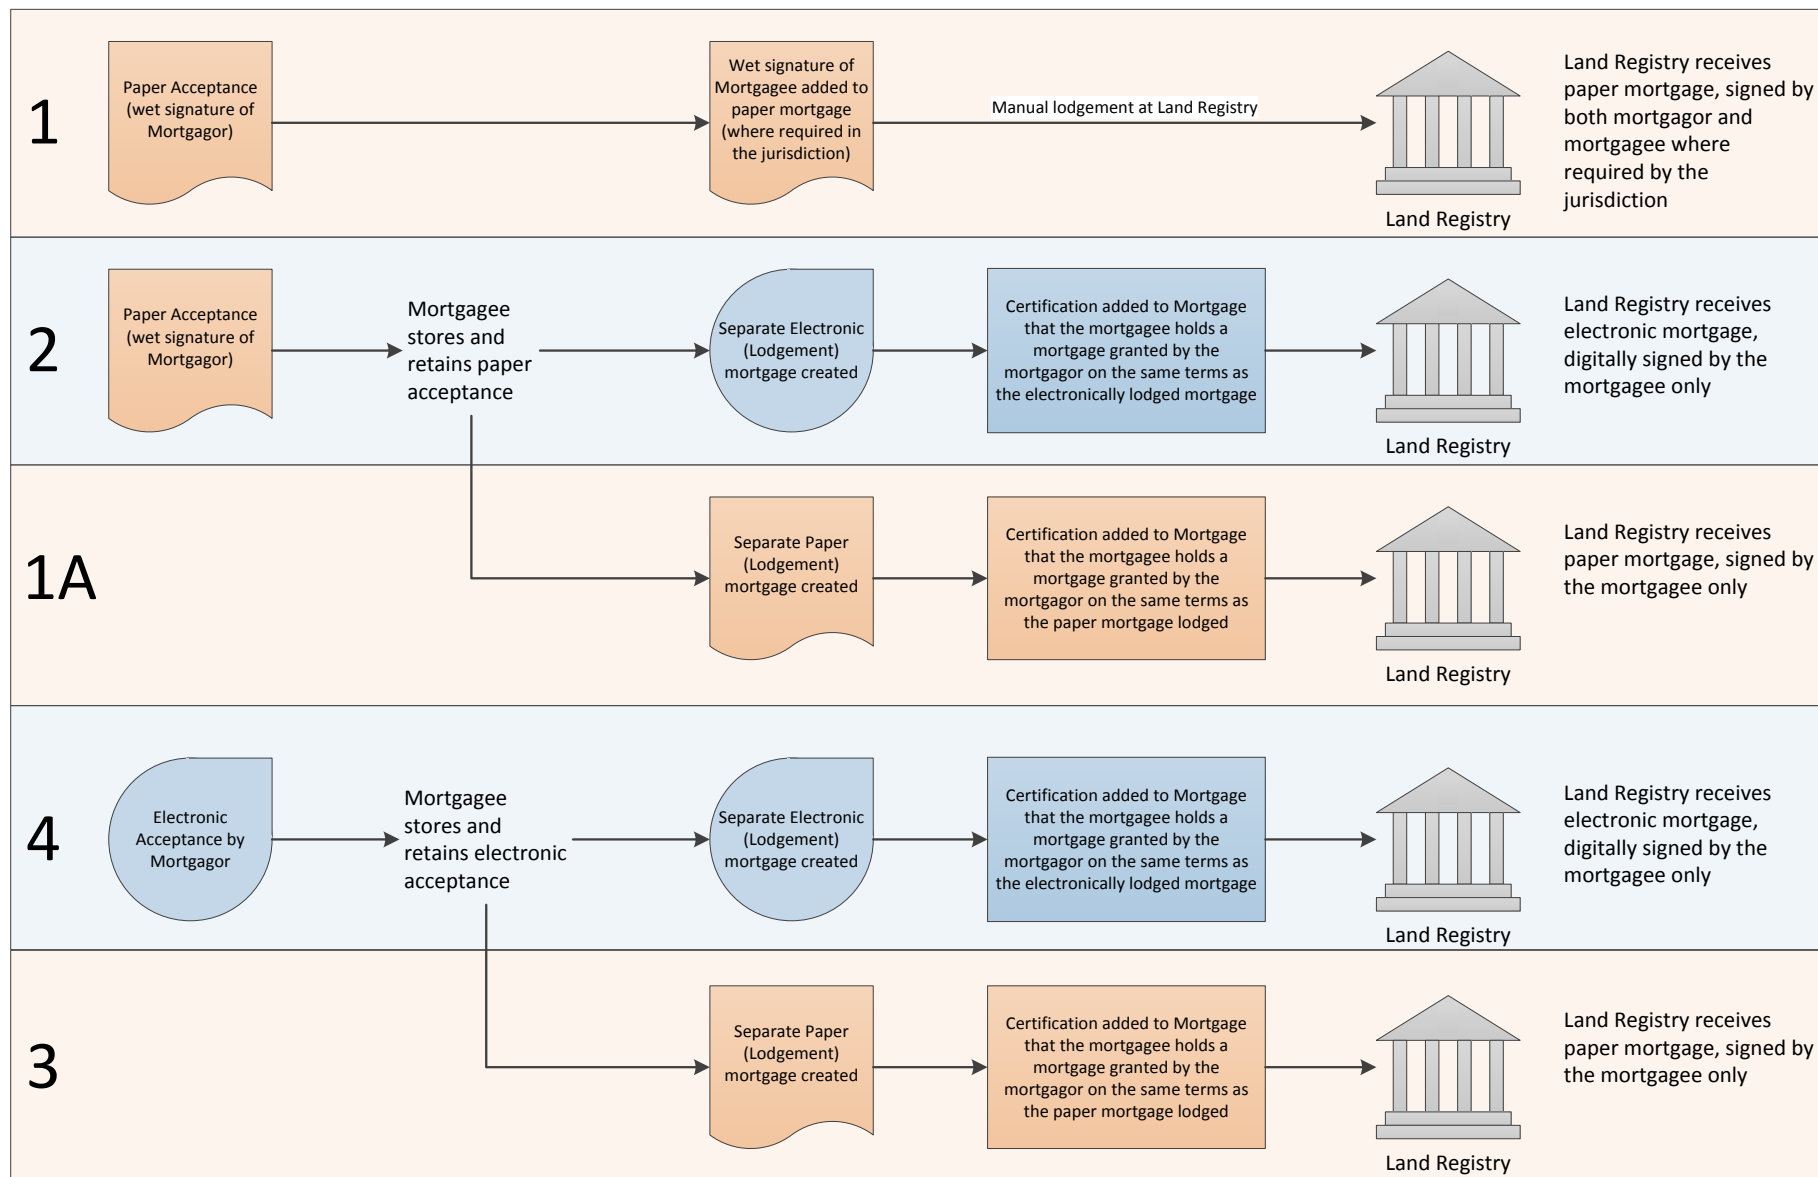 1
Paper Acceptance
(wet signature of
Mortgagor)
Wet signature of
Mortgagee added to
paper mortgage
(where required in
the jurisdiction)
Manual lodgement at Land Registry
Land Registry
Land Registry receives
paper mortgage, signed by
both mortgagor and
mortgagee where
required by the
jurisdiction
2
Paper Acceptance
(wet signature of
Mortgagor)
Mortgagee
stores and
retains paper
acceptance
Separate Electronic
(Lodgement)
mortgage created
Certification added to Mortgage
that the mortgagee holds a
mortgage granted by the
mortgagor on the same terms as
the electronically lodged mortgage
Land Registry
Land Registry receives
electronic mortgage,
digitally signed by the
mortgagee only
1A
Separate Paper
(Lodgement)
mortgage created
Certification added to Mortgage
that the mortgagee holds a
mortgage granted by the
mortgagor on the same terms as
the paper mortgage lodged
Land Registry
Land Registry receives
paper mortgage, signed by
the mortgagee only
4
Electronic
Acceptance by
Mortgagor
Mortgagee
stores and
retains electronic
acceptance
Separate Electronic
(Lodgement)
mortgage created
Certification added to Mortgage
that the mortgagee holds a
mortgage granted by the
mortgagor on the same terms as
the electronically lodged mortgage
Land Registry
Land Registry receives
electronic mortgage,
digitally signed by the
mortgagee only
3
Separate Paper
(Lodgement)
mortgage created
Certification added to Mortgage
that the mortgagee holds a
mortgage granted by the
mortgagor on the same terms as
the paper mortgage lodged
Land Registry
Land Registry receives
paper mortgage, signed by
the mortgagee only